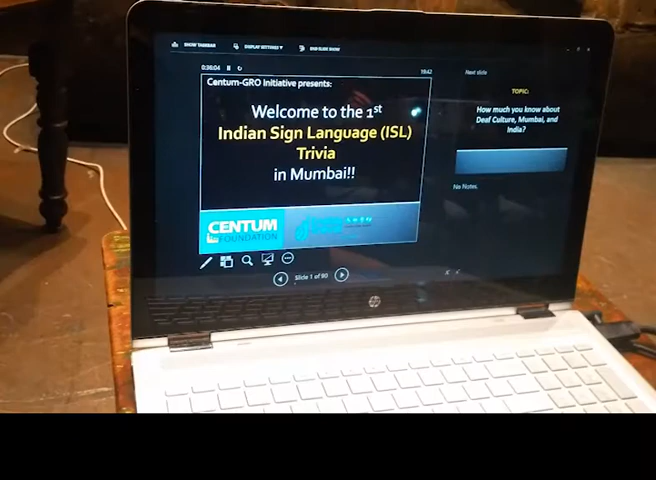 SHOW TASKBAR DISPLAY SETTINGS ▾ END SLIDE SHOW
0:36:04
19:42
Centum-GRO Initiative presents:
Welcome to the 1st
Indian Sign Language (ISL)
Trivia
in Mumbai!!
CENTUM
FOUNDATION
Slide 1 of 90
Next slide
TOPIC:
How much you know about
Deaf Culture, Mumbai, and
India?
No Notes.
hp